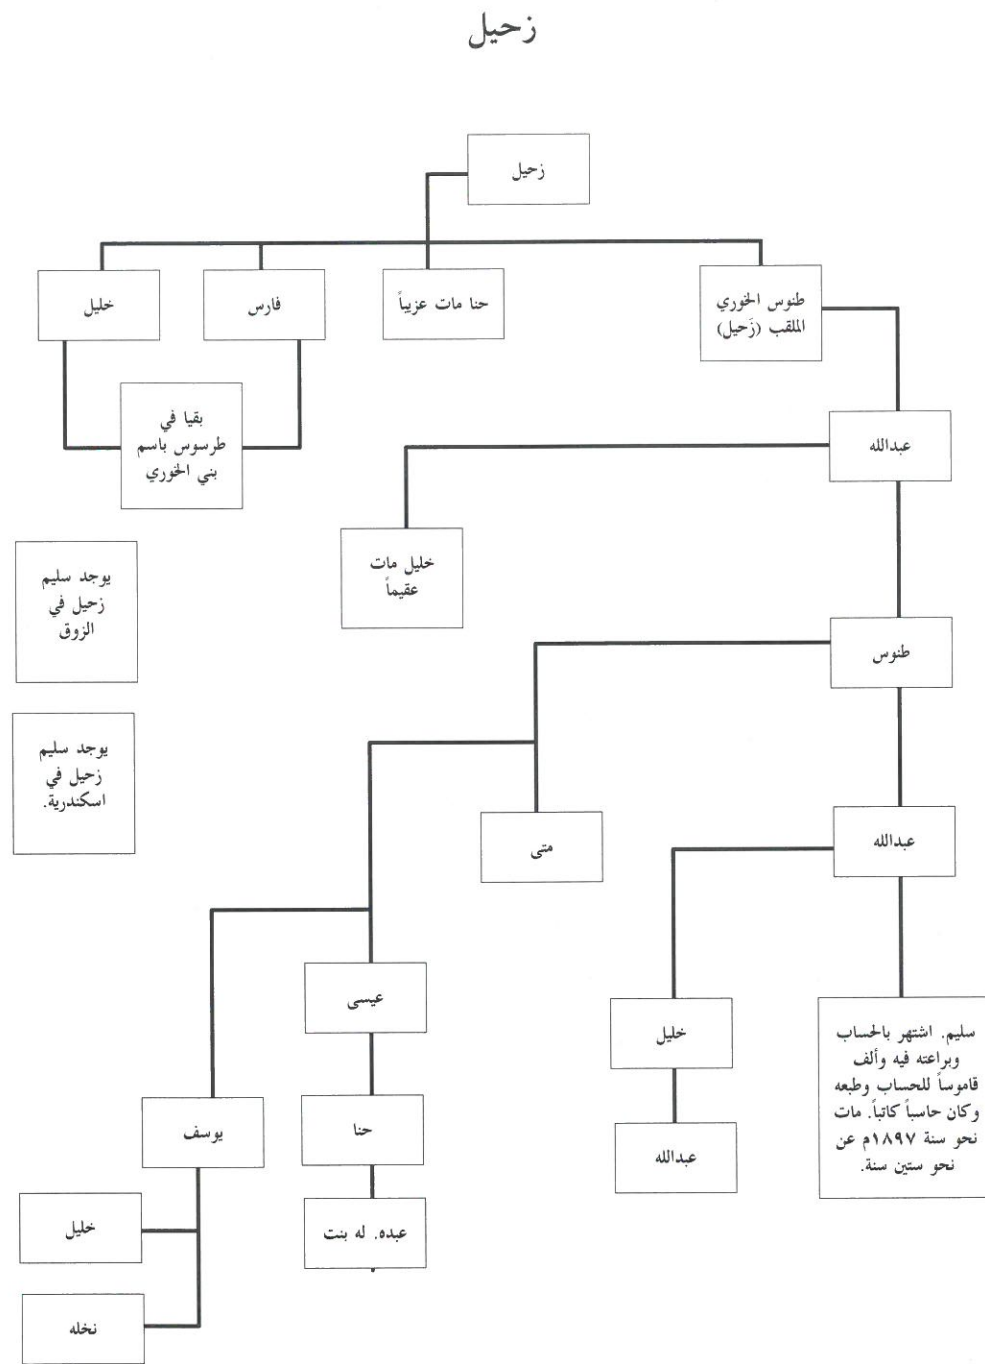 زحيل
زحيل
طنوس الخوري
الملقب (زَحيل)
حنا مات عزيباً
فارس
خليل
بقيا في
طرسوس باسم
بني الخوري
عبدالله
خليل مات
عقيماً
يوجد سليم
زحيل في
الزوق
طنوس
يوجد سليم
زحيل في
اسكندرية.
عبدالله
متى
عيسى
خليل
سليم. اشتهر بالحساب
وبراعته فيه وألف
قاموساً للحساب وطبعه
وكان حاسباً كاتباً. مات
نحو سنة ١٨٩٧م عن
نحو ستين سنة.
يوسف
حنا
عبدالله
خليل
عبده. له بنت
نخله